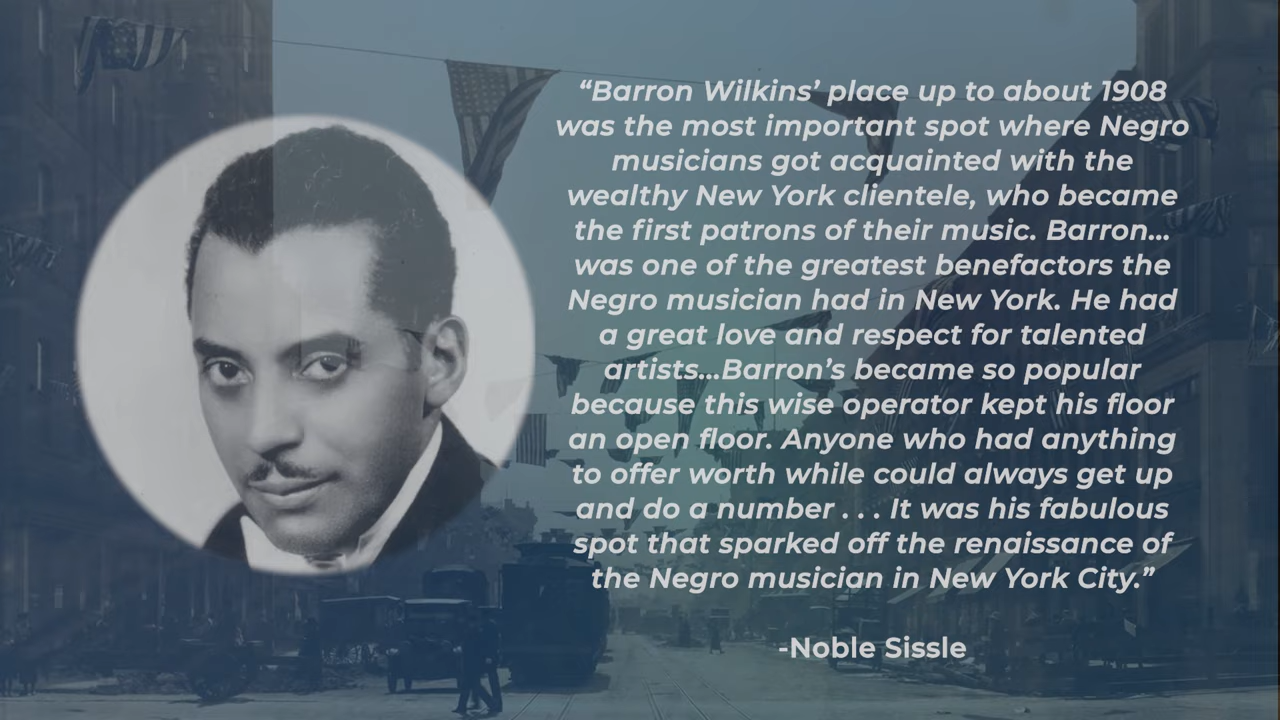 “Barron Wilkins’ place up to about 1908
was the most important spot where Negro
musicians got acquainted with the
wealthy New York clientele, who became
the first patrons of their music. Barron...
was one of the greatest benefactors the
Negro musician had in New York. He had
a great love and respect for talented
artists...Barron’s became so popular
because this wise operator kept his floor
an open floor. Anyone who had anything
to offer worth while could always get up
and do a number . . . It was his fabulous
spot that sparked off the renaissance of
the Negro musician in New York City.”
-Noble Sissle